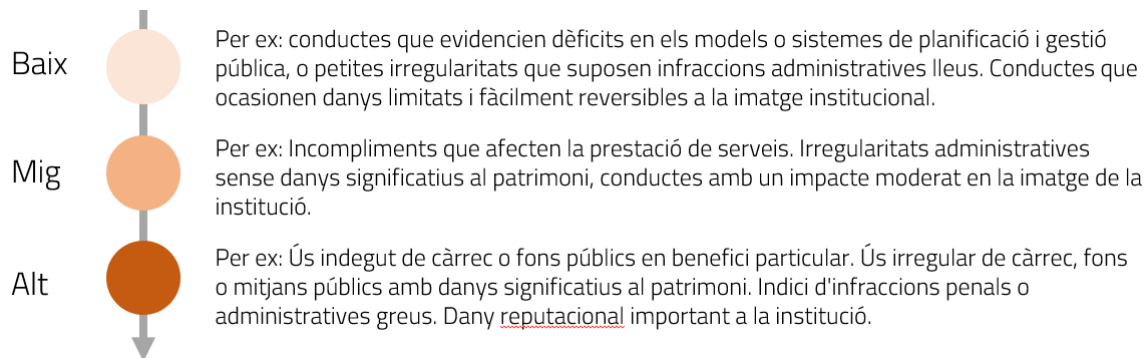 Baix
Per ex: conductes que evidencien dèficits en els models o sistemes de planificació i gestió
pública, o petites irregularitats que suposen infraccions administratives lleus. Conductes que
ocasionen danys limitats i fàcilment reversibles a la imatge institucional.
Mig
Per ex: Incompliments que afecten la prestació de serveis. Irregularitats administratives
sense danys significatius al patrimoni, conductes amb un impacte moderat en la imatge de la
institució.
Alt
Per ex: Ús indegut de càrrec o fons públics en benefici particular. Ús irregular de càrrec, fons
o mitjans públics amb danys significatius al patrimoni. Indici d'infraccions penals o
administratives greus. Dany reputacional important a la institució.